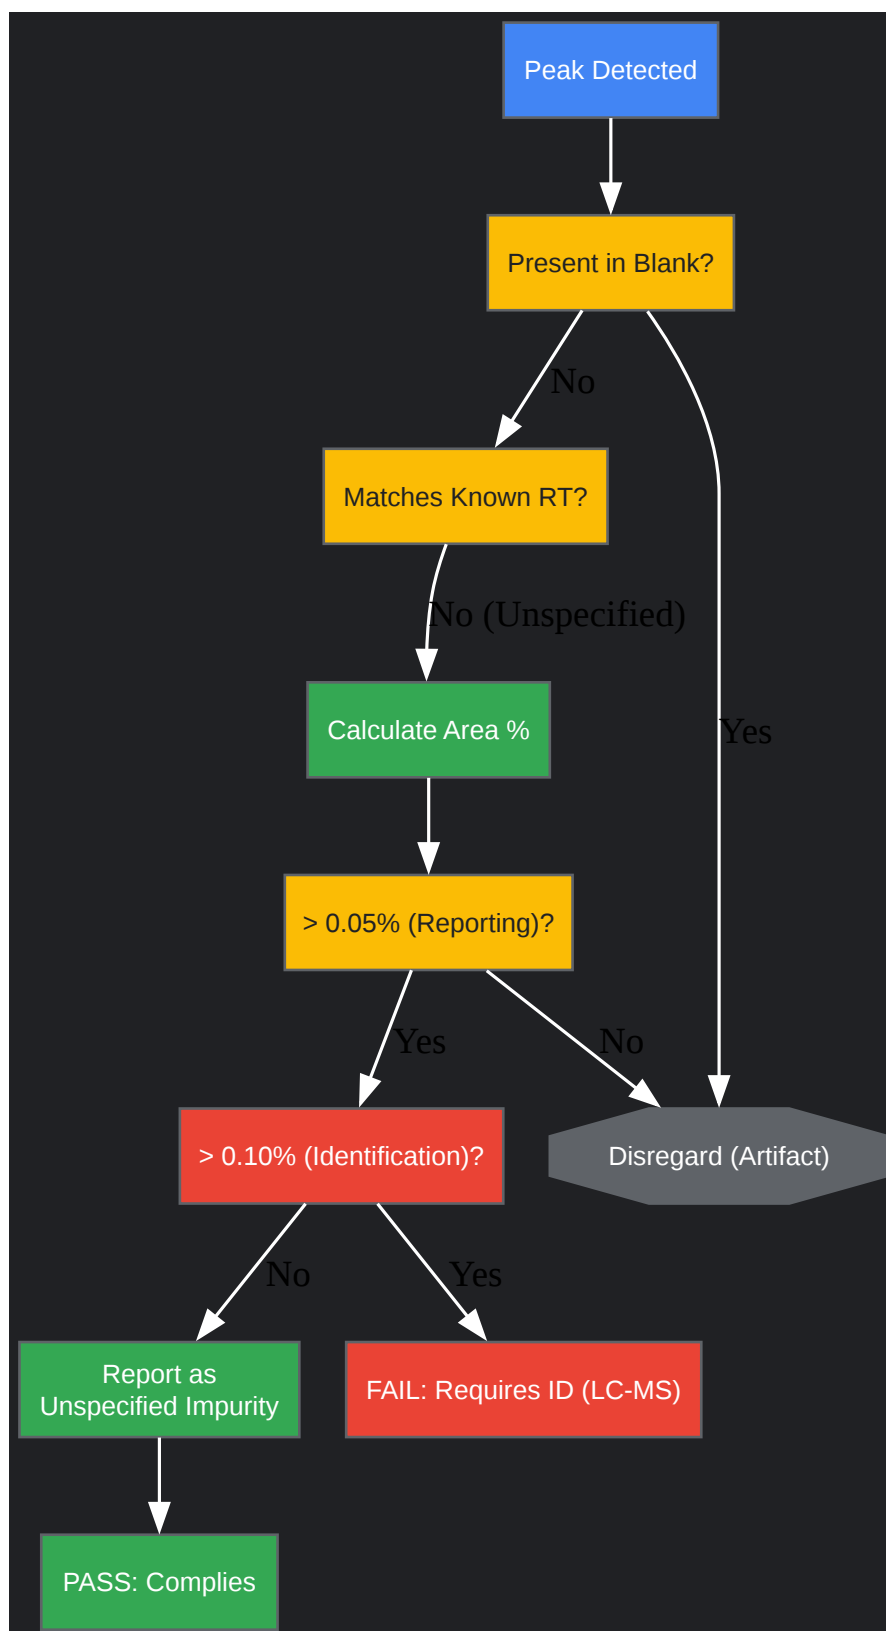 Peak Detected
Present in Blank?
No
Matches Known RT?
No (Unspecified)
Calculate Area %
Yes
> 0.05% (Reporting)?
Yes
No
> 0.10% (Identification)?
Disregard (Artifact)
No
Yes
Report as
Unspecified Impurity
FAIL: Requires ID (LC-MS)
PASS: Complies